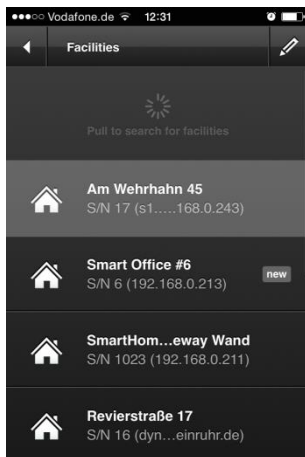 Vodafone.de 12:31
Facilities
Pull to search for facilities
Am Wehrhahn 45
S/N 17 (s1.....168.0.243)
Smart Office #6
S/N 6 (192.168.0.213)
new
SmartHom...eway Wand
S/N 1023 (192.168.0.211)
Revierstraße 17
S/N 16 (dyn...einruhr.de)